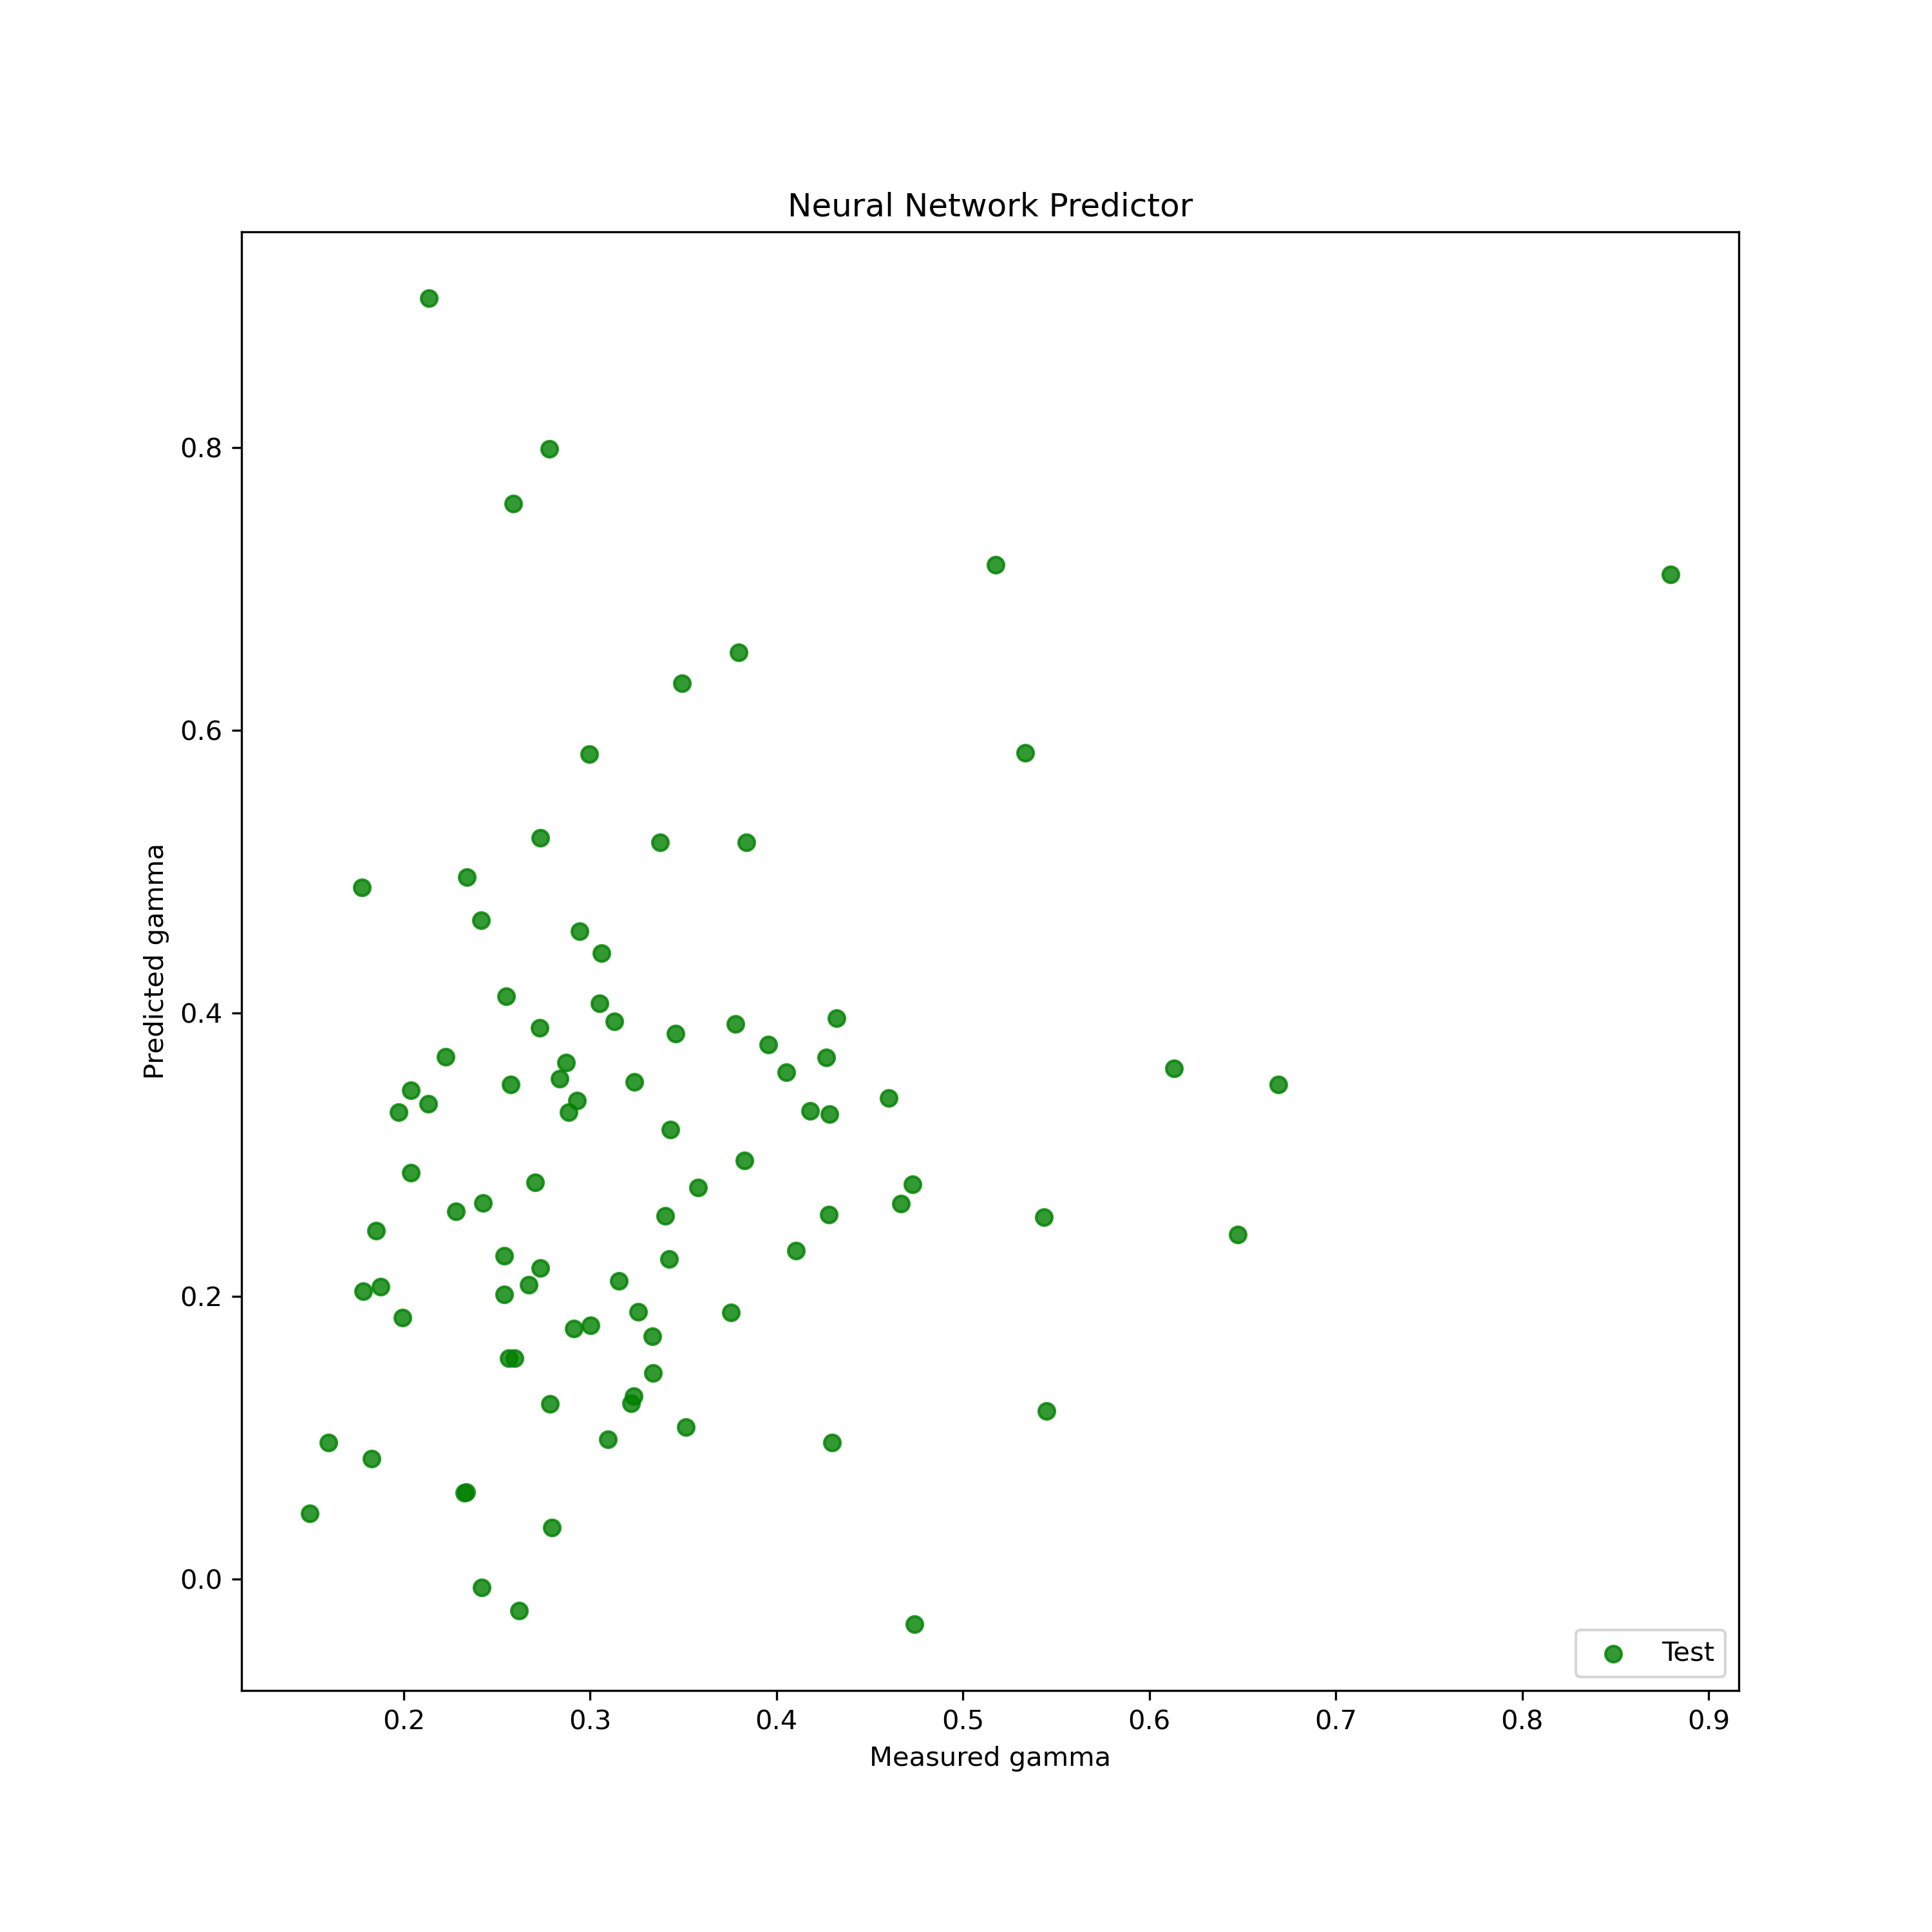 Neural Network Predictor
Predicted gamma
0.8
0.6
0.4
0.2
0.0
Test
0.2 0.3 0.4 0.5 0.6 0.7 0.8 0.9
Measured gamma